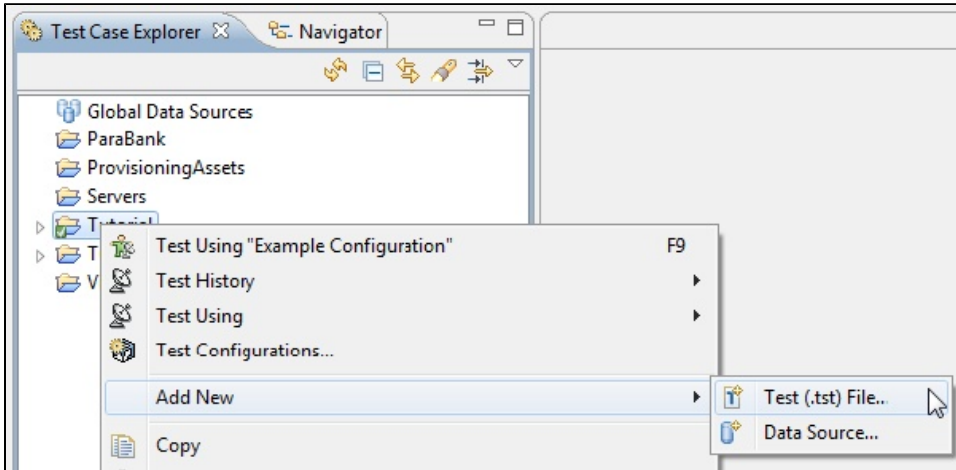 Test Case Explorer
Navigator
Global Data Sources
ParaBank
ProvisioningAssets
Servers
Tutorial
T
V
Test Using "Example Configuration" F9
Test History
Test Using
Test Configurations...
Add New
Test (.tst) File...
Data Source...
Copy